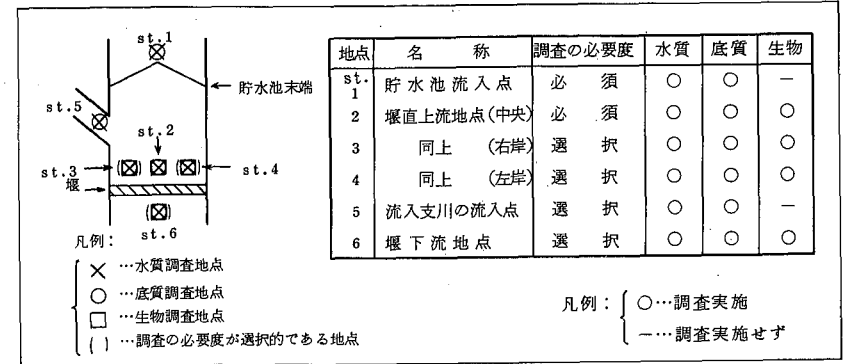 st.1
貯水池末端
st.5
st.2
st.3
st.4
堰
st.6
凡例：
×…水質調査地点
○…底質調査地点
□…生物調査地点
( )…調査の必要度が選択的である地点
地点 名称 調査の必要度 水質 底質 生物
st.1 貯水池流入点 必須 ○ ○ －
2 堰直上流地点(中央) 必須 ○ ○ ○
3 同上 (右岸) 選択 ○ ○ ○
4 同上 (左岸) 選択 ○ ○ ○
5 流入支川の流入点 選択 ○ ○ －
6 堰下流地点 選択 ○ ○ ○
凡例：○…調査実施
－…調査実施せず